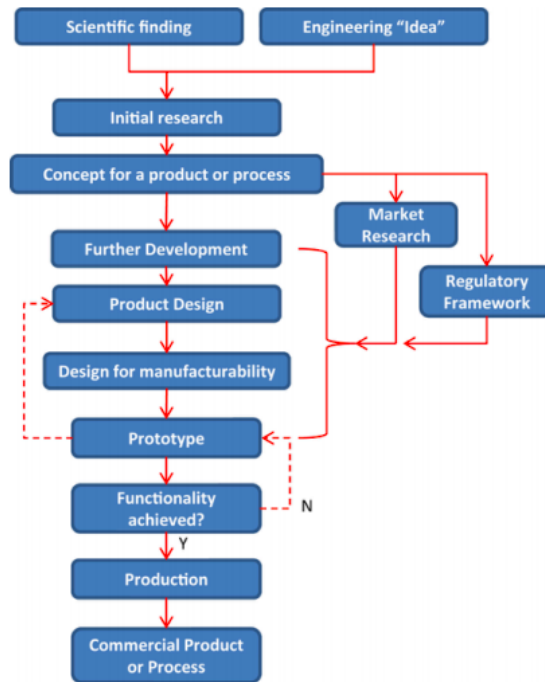 Scientific finding
Engineering “Idea”
Initial research
Concept for a product or process
Market
Research
Further Development
Regulatory
Framework
Product Design
Design for manufacturability
Prototype
Functionality
achieved?
N
Y
Production
Commercial Product
or Process